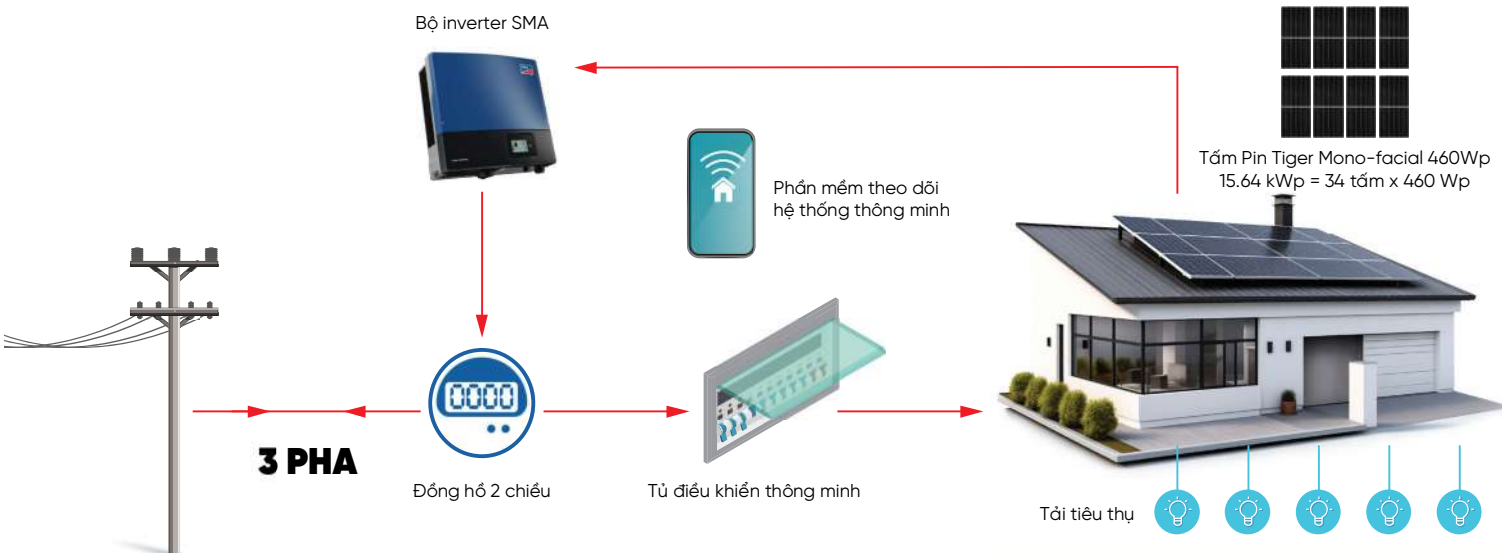 Bộ inverter SMA
Tấm Pin Tiger Mono-facial 460Wp
15.64 kWp = 34 tấm x 460 Wp
Phần mềm theo dõi
hệ thống thông minh
0000
3 PHA
Đồng hồ 2 chiều
Tủ điều khiển thông minh
Tải tiêu thụ